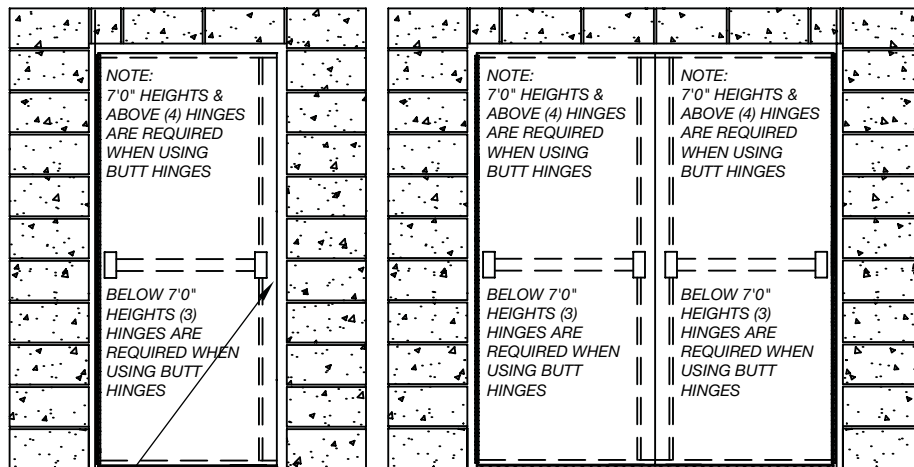 NOTE:
7'0" HEIGHTS &
ABOVE (4) HINGES
ARE REQUIRED
WHEN USING
BUTT HINGES
BELOW 7'0"
HEIGHTS (3)
HINGES ARE
REQUIRED WHEN
USING BUTT
HINGES
NOTE:
7'0" HEIGHTS &
ABOVE (4) HINGES
ARE REQUIRED
WHEN USING
BUTT HINGES
BELOW 7'0"
HEIGHTS (3)
HINGES ARE
REQUIRED WHEN
USING BUTT
HINGES
NOTE:
7'0" HEIGHTS &
ABOVE (4) HINGES
ARE REQUIRED
WHEN USING
BUTT HINGES
BELOW 7'0"
HEIGHTS (3)
HINGES ARE
REQUIRED WHEN
USING BUTT
HINGES